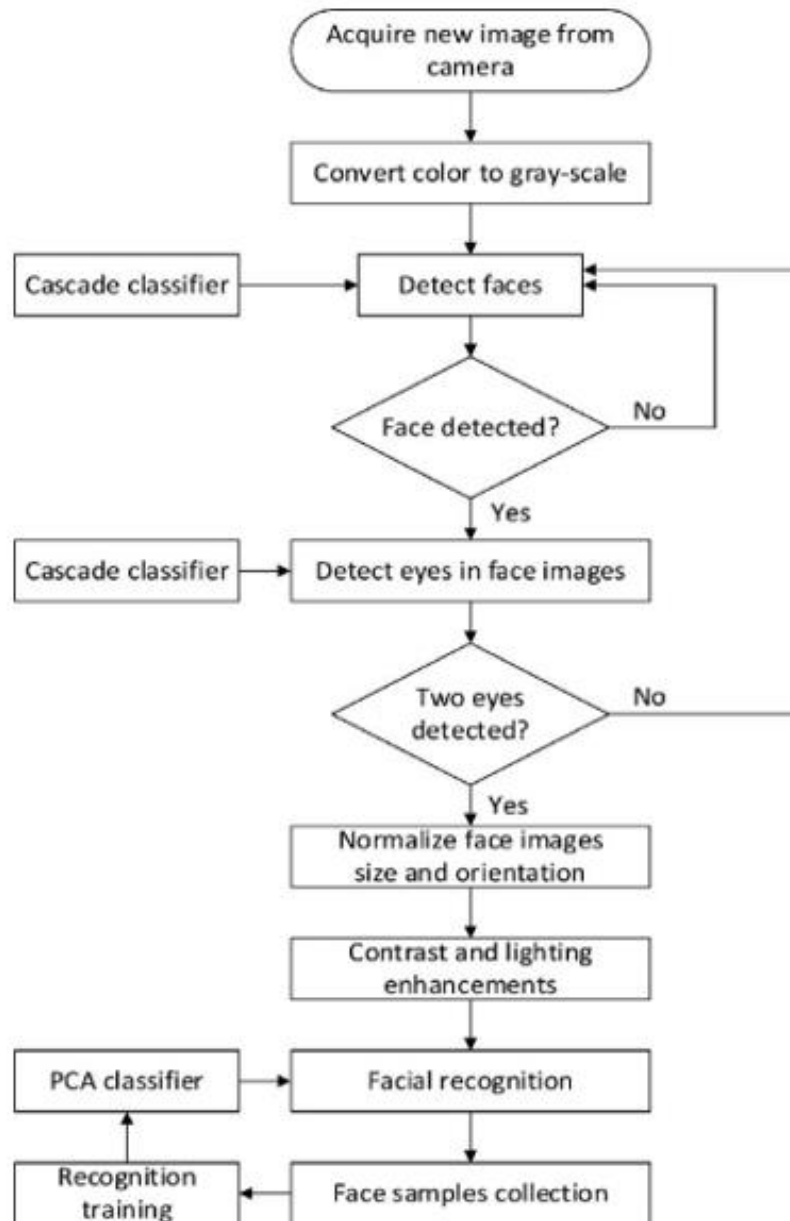 Acquire new image from
camera
Convert color to gray-scale
Cascade classifier
Detect faces
Face detected?
No
Yes
Cascade classifier
Detect eyes in face images
Two eyes
detected?
No
Yes
Normalize face images
size and orientation
Contrast and lighting
enhancements
PCA classifier
Facial recognition
Recognition
training
Face samples collection